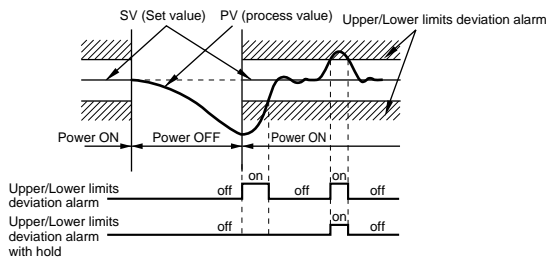 SV (Set value) PV (process value)
Upper/Lower limits deviation alarm
Power ON Power OFF Power ON
on on
Upper/Lower limits
deviation alarm
off off off
Upper/Lower limits
deviation alarm
with hold
off on off